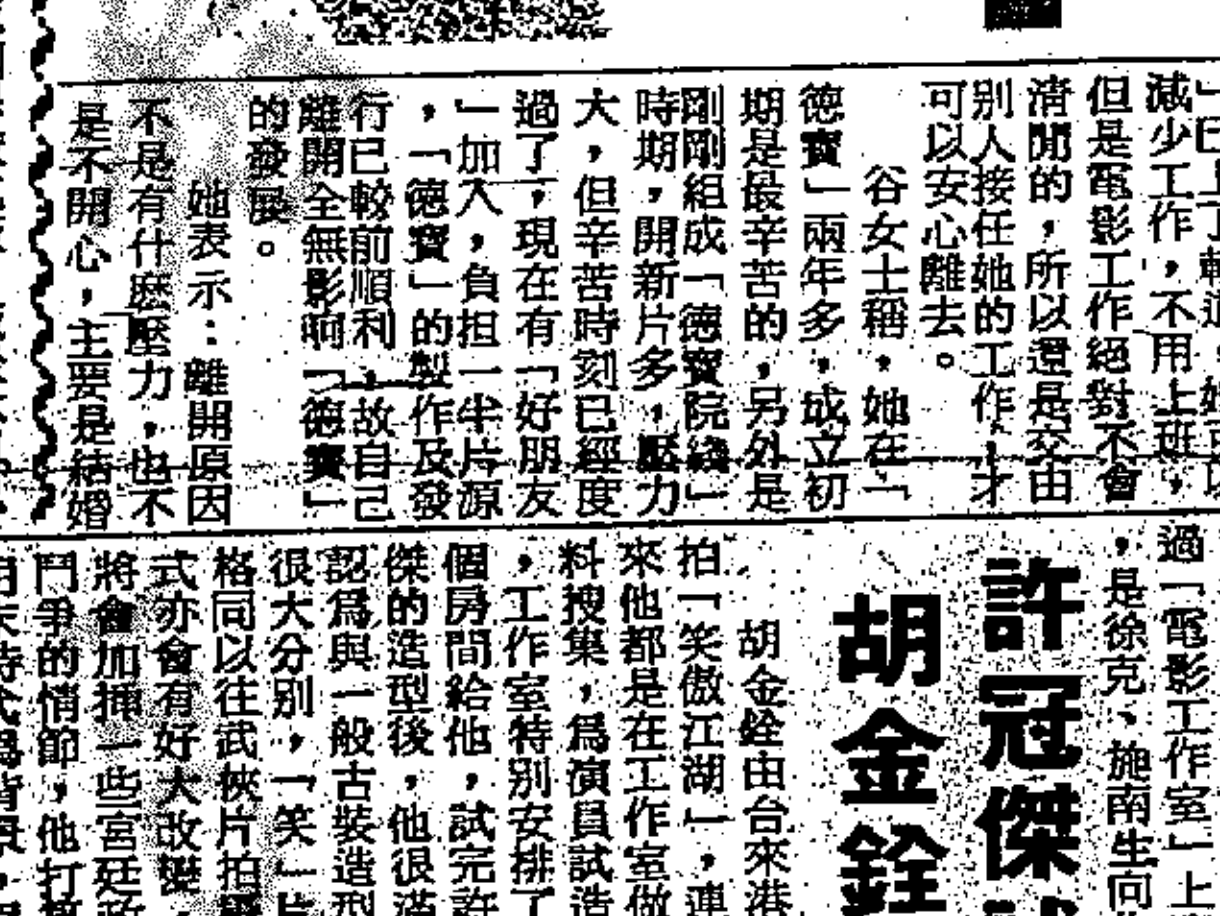 減少工作，不用上班，
但是電影工作絕對不會
清閒的，所以還是交由
別人接任她的工作，才
可以安心離去。
谷女士稱，她在「
德寶」兩年多，成立初
期是最辛苦的，另外是
剛剛組成「德寶院綫」
時期，開新片多，壓力
大，但辛苦時刻已經度
過了，現在有「好朋友
」加入，負担一半片源
，「德寶」的製作及發
行已較前順利，故自己
離開全無影响「德寶」
的發展。
她表示：離開原因
不是有什麽壓力，也不
是不開心，主要是結婚
過「電影工作室」上
，是徐克、施南生向
許冠傑
胡金銓
胡金銓由台來港
拍「笑傲江湖」，連
來他都是在工作室做
料搜集，爲演員試造
，工作室特別安排了
個房間給他，試完許
傑的造型後，他很滿
認爲與一般古裝造型
很大分別，「笑」片
格同以往武俠片拍
式亦會有好大改變，
將會加揷一些宮廷政
鬥爭的情節，他打